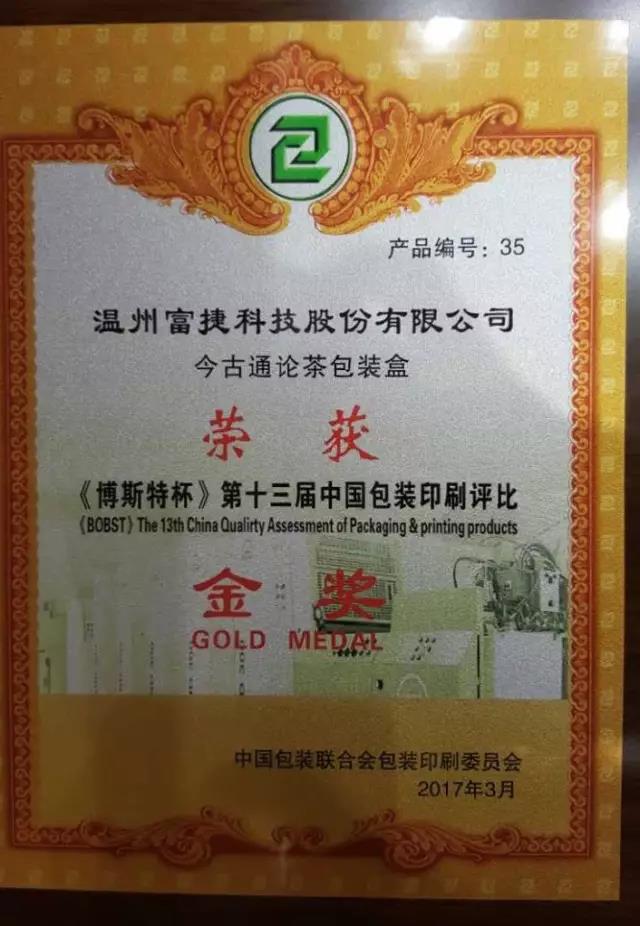 产品编号：35
温州富捷科技股份有限公司
今古通论茶包装盒
荣 获
《博斯特杯》第十三届中国包装印刷评比
《BOBST》The 13th China Qualirty Assessment of Packaging & printing products
金 奖
GOLD MEDAL
中国包装联合会包装印刷委员会
2017年3月